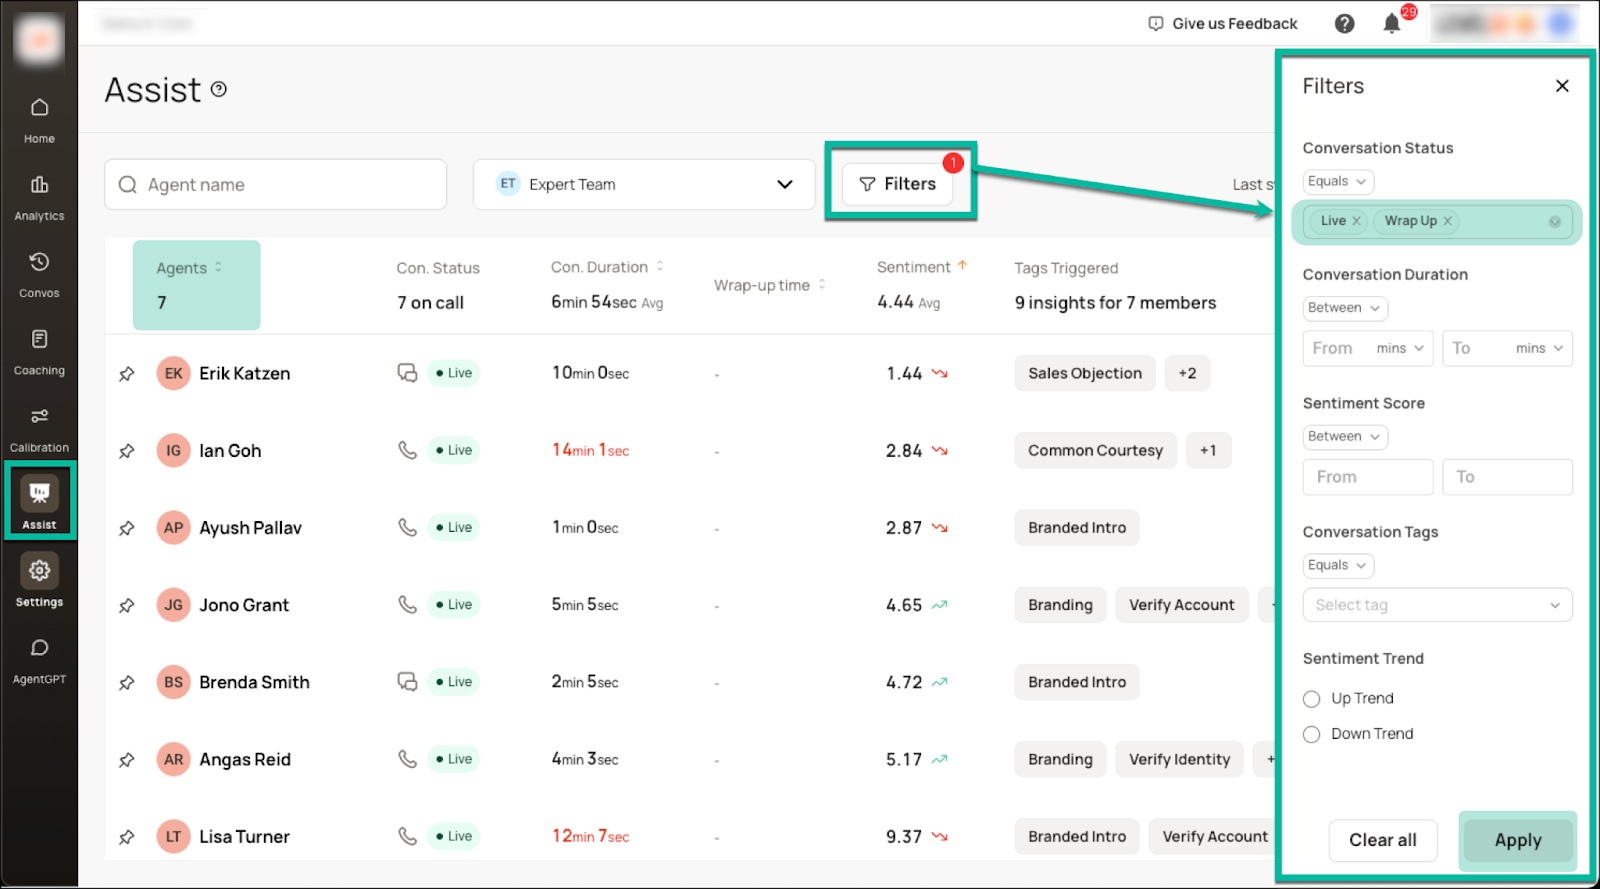 Give us Feedback
29
Assist
Home
Analytics
Convos
Coaching
Calibration
Assist
Settings
AgentGPT
Agent name
ET Expert Team
Filters 1
Last
Agents
7
Con. Status
7 on call
Con. Duration
6min 54sec Avg
Wrap-up time
Sentiment
4.44 Avg
Tags Triggered
9 insights for 7 members
EK Erik Katzen Live 10min 0sec - 1.44 Sales Objection +2
IG Ian Goh Live 14min 1sec - 2.84 Common Courtesy +1
AP Ayush Pallav Live 1min 0sec - 2.87 Branded Intro
JG Jono Grant Live 5min 5sec - 4.65 Branding Verify Account
BS Brenda Smith Live 2min 5sec - 4.72 Branded Intro
AR Angas Reid Live 4min 3sec - 5.17 Branding Verify Identity +
LT Lisa Turner Live 12min 7sec - 9.37 Branded Intro Verify Account
Filters
Conversation Status
Equals
Live Wrap Up
Conversation Duration
Between
From mins To mins
Sentiment Score
Between
From To
Conversation Tags
Equals
Select tag
Sentiment Trend
Up Trend
Down Trend
Clear all Apply